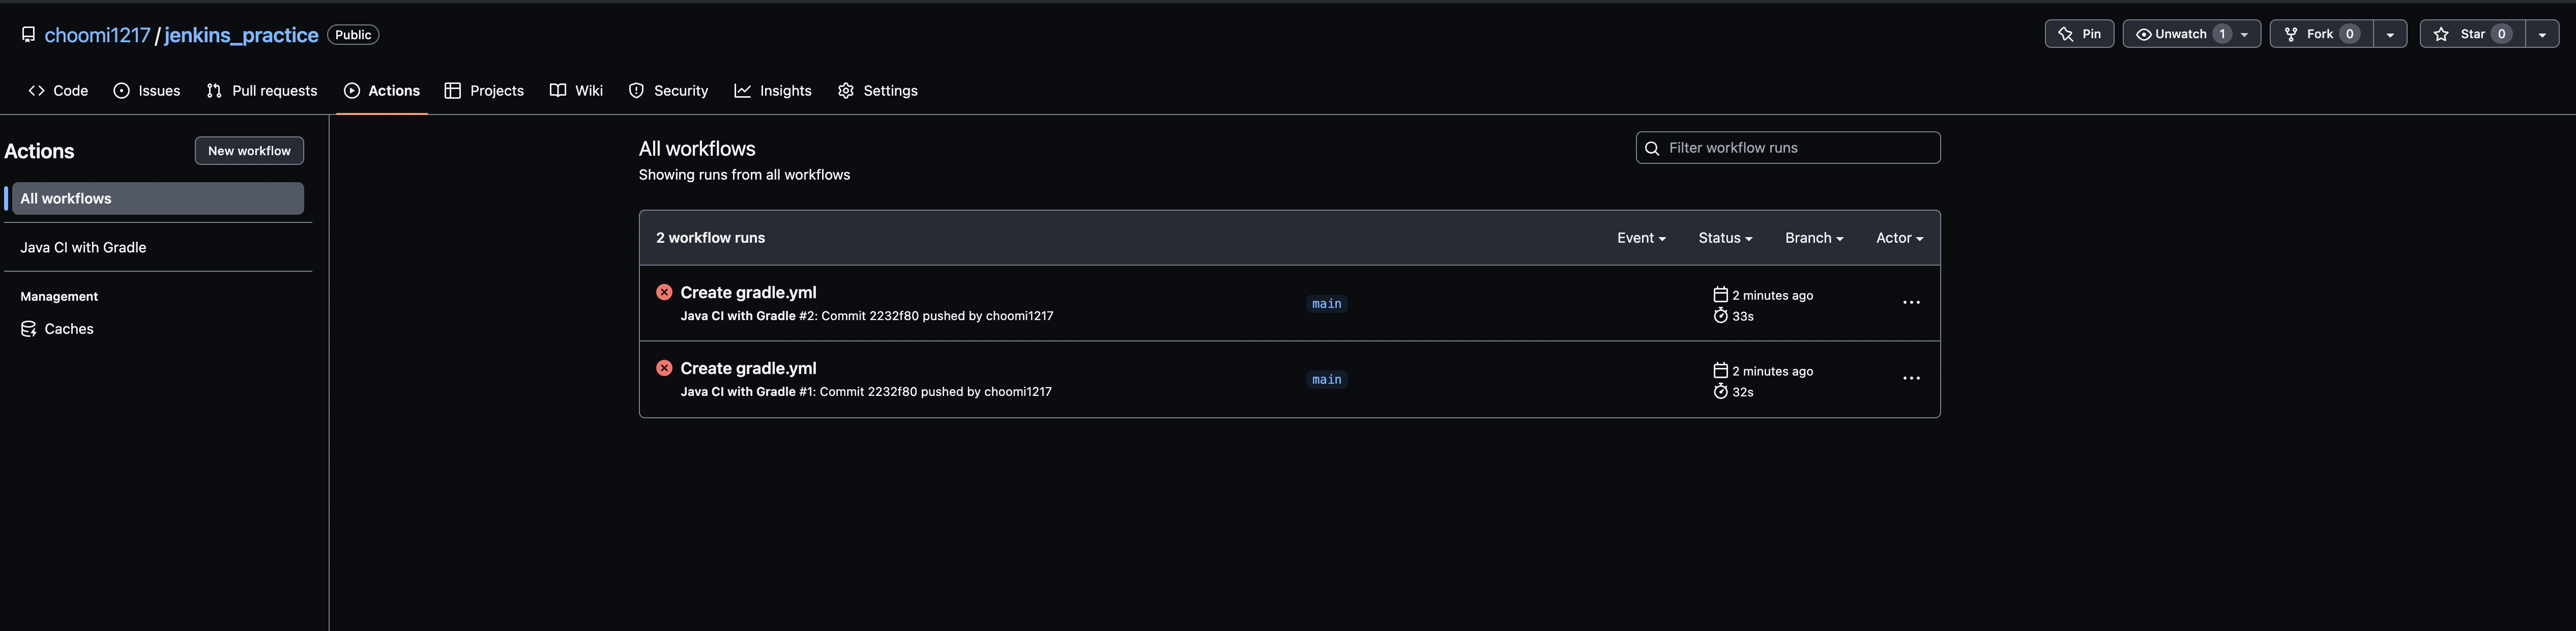 choomi1217 / jenkins_practice Public
Pin Unwatch 1 Fork 0 Star 0
Code Issues Pull requests Actions Projects Wiki Security Insights Settings
Actions
New workflow
All workflows
Java CI with Gradle
Management
Caches
All workflows
Showing runs from all workflows
Filter workflow runs
2 workflow runs
Event Status Branch Actor
Create gradle.yml
Java CI with Gradle #2: Commit 2232f80 pushed by choomi1217
main
2 minutes ago
33s
Create gradle.yml
Java CI with Gradle #1: Commit 2232f80 pushed by choomi1217
main
2 minutes ago
32s